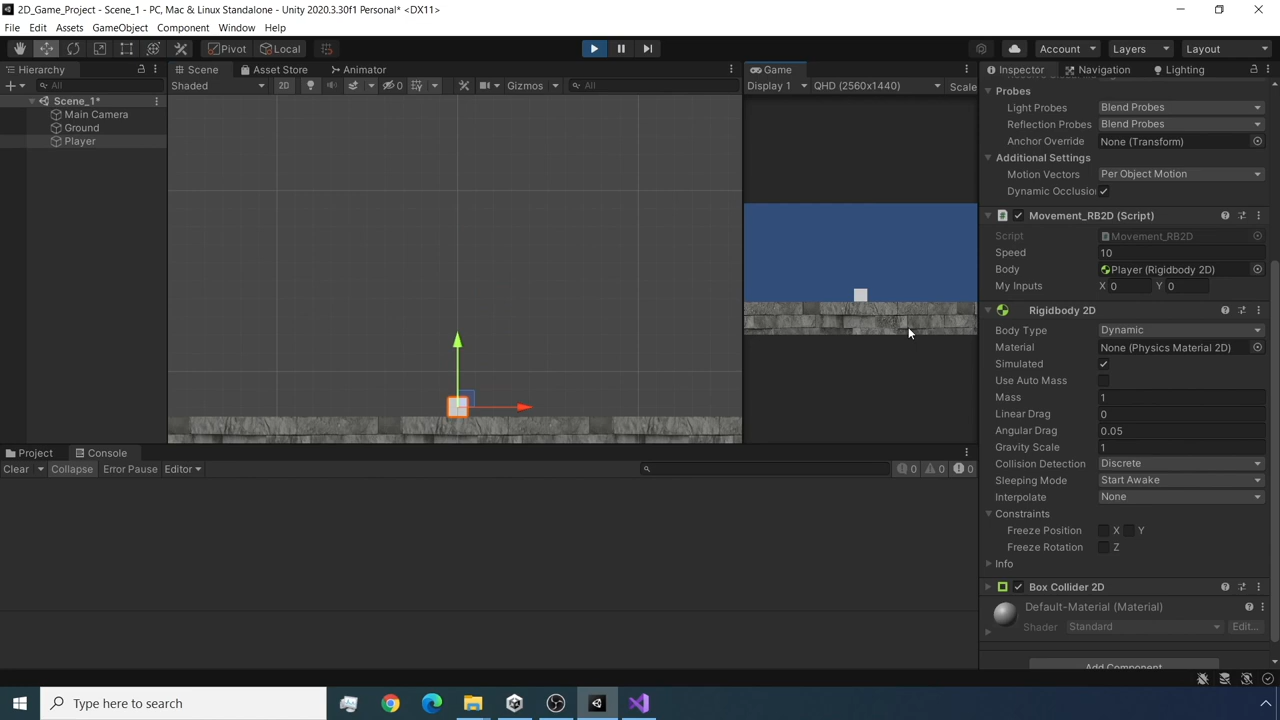 2D_Game_Project - Scene_1 - PC, Mac & Linux Standalone - Unity 2020.3.30f1 Personal* <DX11>
File Edit Assets GameObject Component Window Help
Pivot Local Account Layers Layout
Hierarchy Scene Asset Store Animator Game Inspector Navigation Lighting
All Shaded 2D 0 Gizmos All Display 1 QHD (2560x1440) Scale
Scene_1*
Main Camera
Ground
Player
Probes
Light Probes Blend Probes
Reflection Probes Blend Probes
Anchor Override None (Transform)
Additional Settings
Motion Vectors Per Object Motion
Dynamic Occlusio
Movement_RB2D (Script)
Script Movement_RB2D
Speed 10
Body Player (Rigidbody 2D)
My Inputs X 0 Y 0
Rigidbody 2D
Body Type Dynamic
Material None (Physics Material 2D)
Simulated
Use Auto Mass
Mass 1
Linear Drag 0
Angular Drag 0.05
Gravity Scale 1
Collision Detection Discrete
Sleeping Mode Start Awake
Interpolate None
Constraints
Freeze Position X Y
Freeze Rotation Z
Info
Box Collider 2D
Default-Material (Material)
Shader Standard Edit...
Add Component
Project Console
Clear Collapse Error Pause Editor 0 0 0
Type here to search